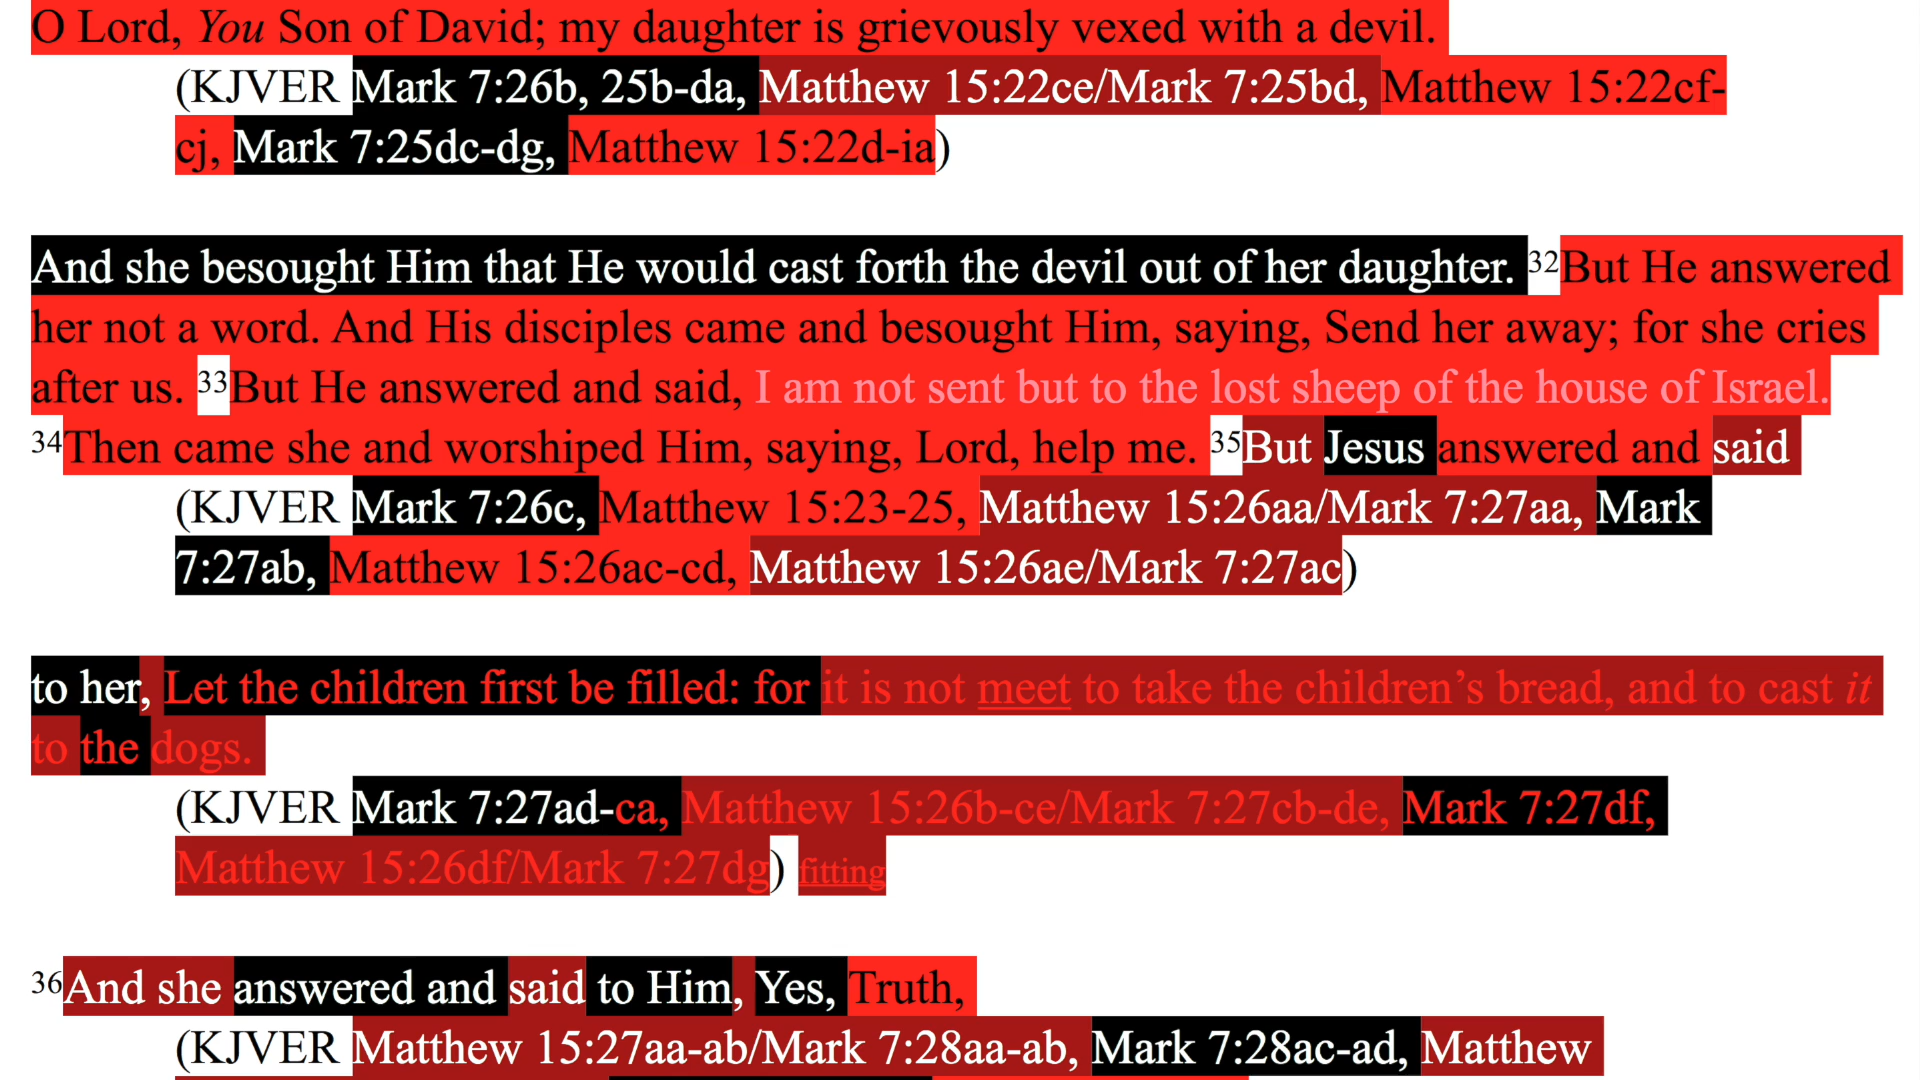 O Lord, You Son of David; my daughter is grievously vexed with a devil.
(KJVER Mark 7:26b, 25b-da, Matthew 15:22ce/Mark 7:25bd, Matthew 15:22cf-
cj, Mark 7:25dc-dg, Matthew 15:22d-ia)
And she besought Him that He would cast forth the devil out of her daughter. 32But He answered
her not a word. And His disciples came and besought Him, saying, Send her away; for she cries
after us. 33But He answered and said, I am not sent but to the lost sheep of the house of Israel.
34Then came she and worshiped Him, saying, Lord, help me. 35But Jesus answered and said
(KJVER Mark 7:26c, Matthew 15:23-25, Matthew 15:26aa/Mark 7:27aa, Mark
7:27ab, Matthew 15:26ac-cd, Matthew 15:26ae/Mark 7:27ac)
to her, Let the children first be filled: for it is not meet to take the children’s bread, and to cast it
to the dogs.
(KJVER Mark 7:27ad-ca, Matthew 15:26b-ce/Mark 7:27cb-de, Mark 7:27df,
Matthew 15:26df/Mark 7:27dg) fitting
36And she answered and said to Him, Yes, Truth,
(KJVER Matthew 15:27aa-ab/Mark 7:28aa-ab, Mark 7:28ac-ad, Matthew